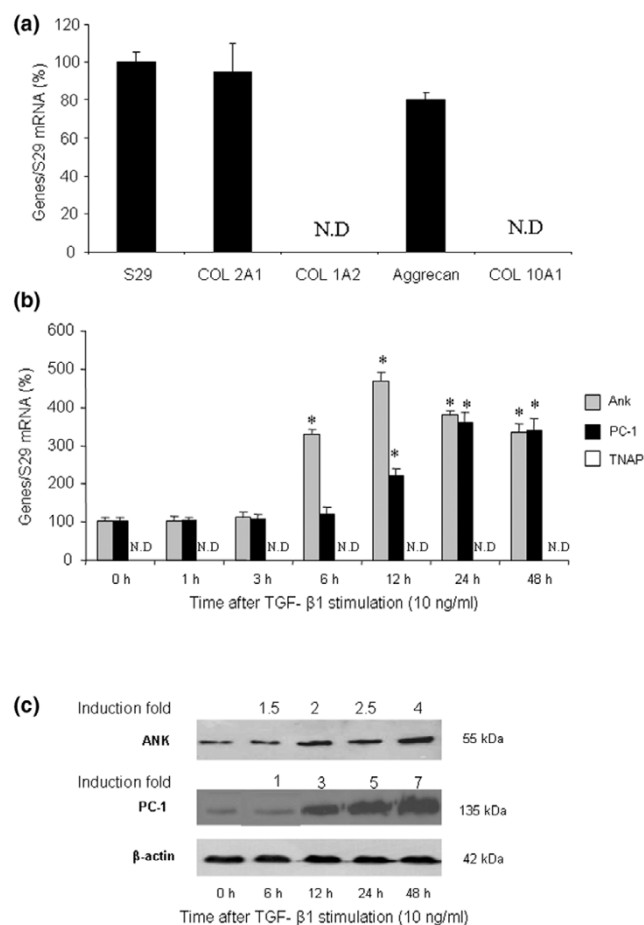 (a)
Genes/S29 mRNA (%)
140
120
100
80
60
40
20
0
N.D
N.D
S29 COL 2A1 COL 1A2 Aggrecan COL 10A1
(b)
Genes/S29 mRNA (%)
600
500
400
300
200
100
0
* * * * * * *
N.D N.D N.D N.D N.D N.D N.D
0 h 1 h 3 h 6 h 12 h 24 h 48 h
Time after TGF- β1 stimulation (10 ng/ml)
Ank
PC-1
TNAP
(c)
Induction fold 1.5 2 2.5 4
ANK 55 kDa
Induction fold 1 3 5 7
PC-1 135 kDa
β-actin 42 kDa
0 h 6 h 12 h 24 h 48 h
Time after TGF- β1 stimulation (10 ng/ml)